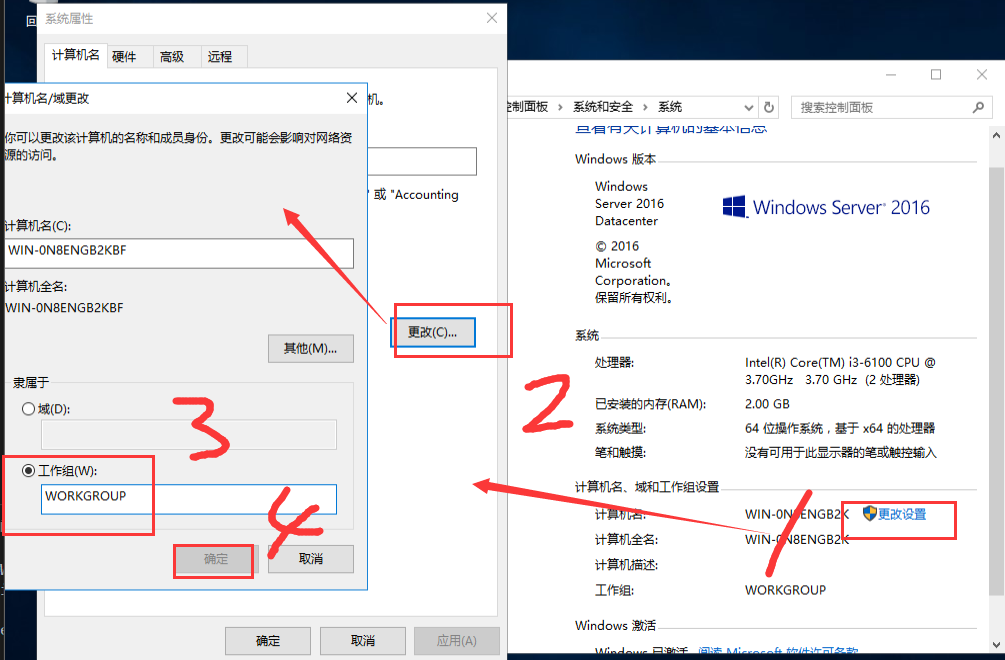 系统属性
计算机名
硬件
高级
远程
机。
" 或 "Accounting
更改(C)...
确定
取消
应用(A)
计算机名/域更改
你可以更改该计算机的名称和成员身份。更改可能会影响对网络资
源的访问。
计算机名(C):
WIN-0N8ENGB2KBF
计算机全名:
WIN-0N8ENGB2KBF
其他(M)...
隶属于
域(D):
工作组(W):
WORKGROUP
确定
取消
3
4
2
1
控制面板 › 系统和安全 › 系统
搜索控制面板
查看有关计算机的基本信息
Windows 版本
Windows
Server 2016
Datacenter
© 2016
Microsoft
Corporation。
保留所有权利。
Windows Server® 2016
系统
处理器:
Intel(R) Core(TM) i3-6100 CPU @
3.70GHz 3.70 GHz (2 处理器)
已安装的内存(RAM):
2.00 GB
系统类型:
64 位操作系统，基于 x64 的处理器
笔和触摸:
没有可用于此显示器的笔或触控输入
计算机名、域和工作组设置
计算机名:
WIN-0N8ENGB2K
更改设置
计算机全名:
WIN-0N8ENGB2K
计算机描述:
工作组:
WORKGROUP
Windows 激活
Windows 已激活 阅读 Microsoft 软件许可条款